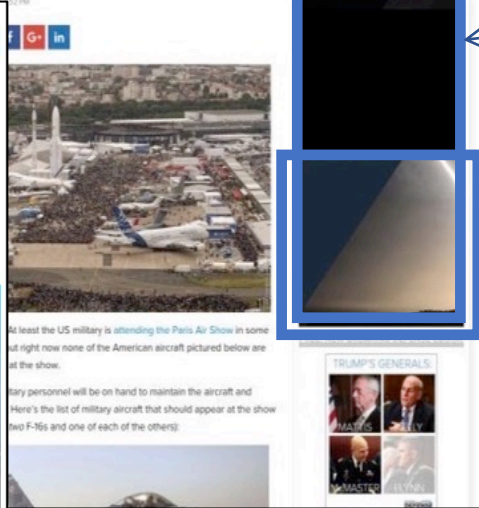 f G+ in
At least the US military is attending the Paris Air Show in some
ut right now none of the American aircraft pictured below are
at the show.
itary personnel will be on hand to maintain the aircraft and
Here's the list of military aircraft that should appear at the show
two F-16s and one of each of the others):
TRUMP'S GENERALS:
MATTIS
McMASTER FLYNN
DEFENSE